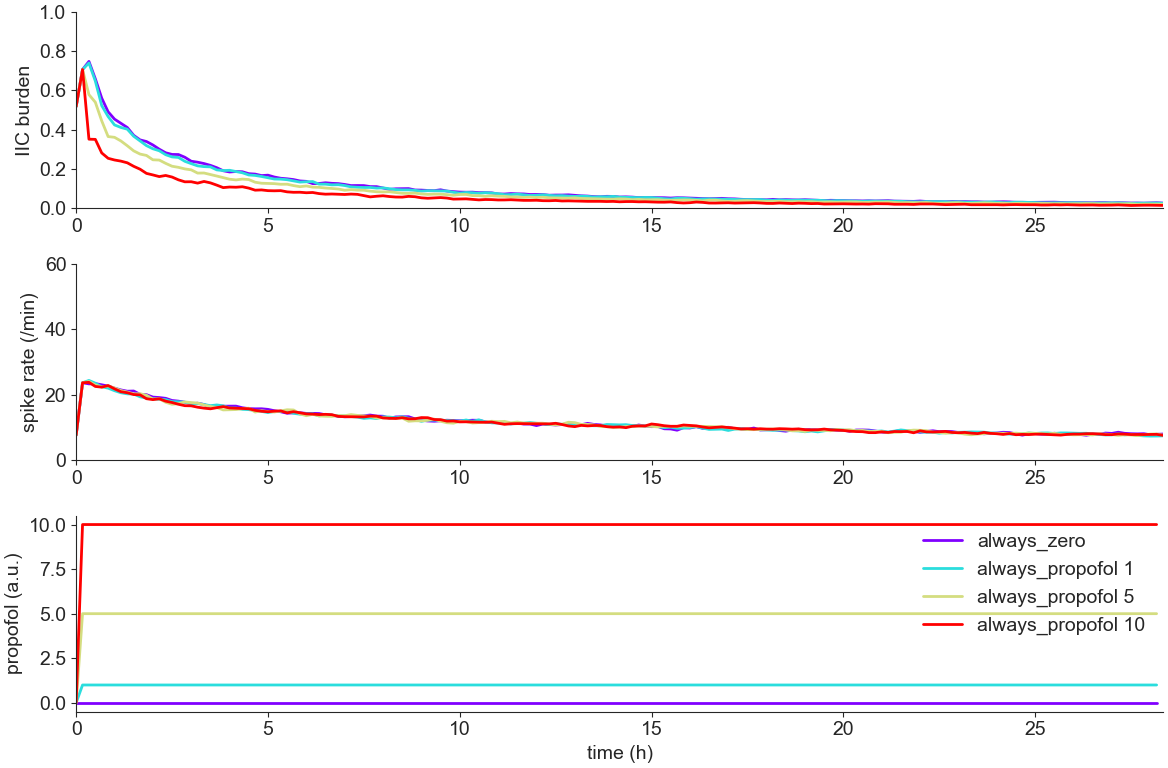 IIC burden
1.0
0.8
0.6
0.4
0.2
0.0
0 5 10 15 20 25
spike rate (/min)
60
40
20
0
0 5 10 15 20 25
propofol (a.u.)
10.0
7.5
5.0
2.5
0.0
always_zero
always_propofol 1
always_propofol 5
always_propofol 10
0 5 10 15 20 25
time (h)